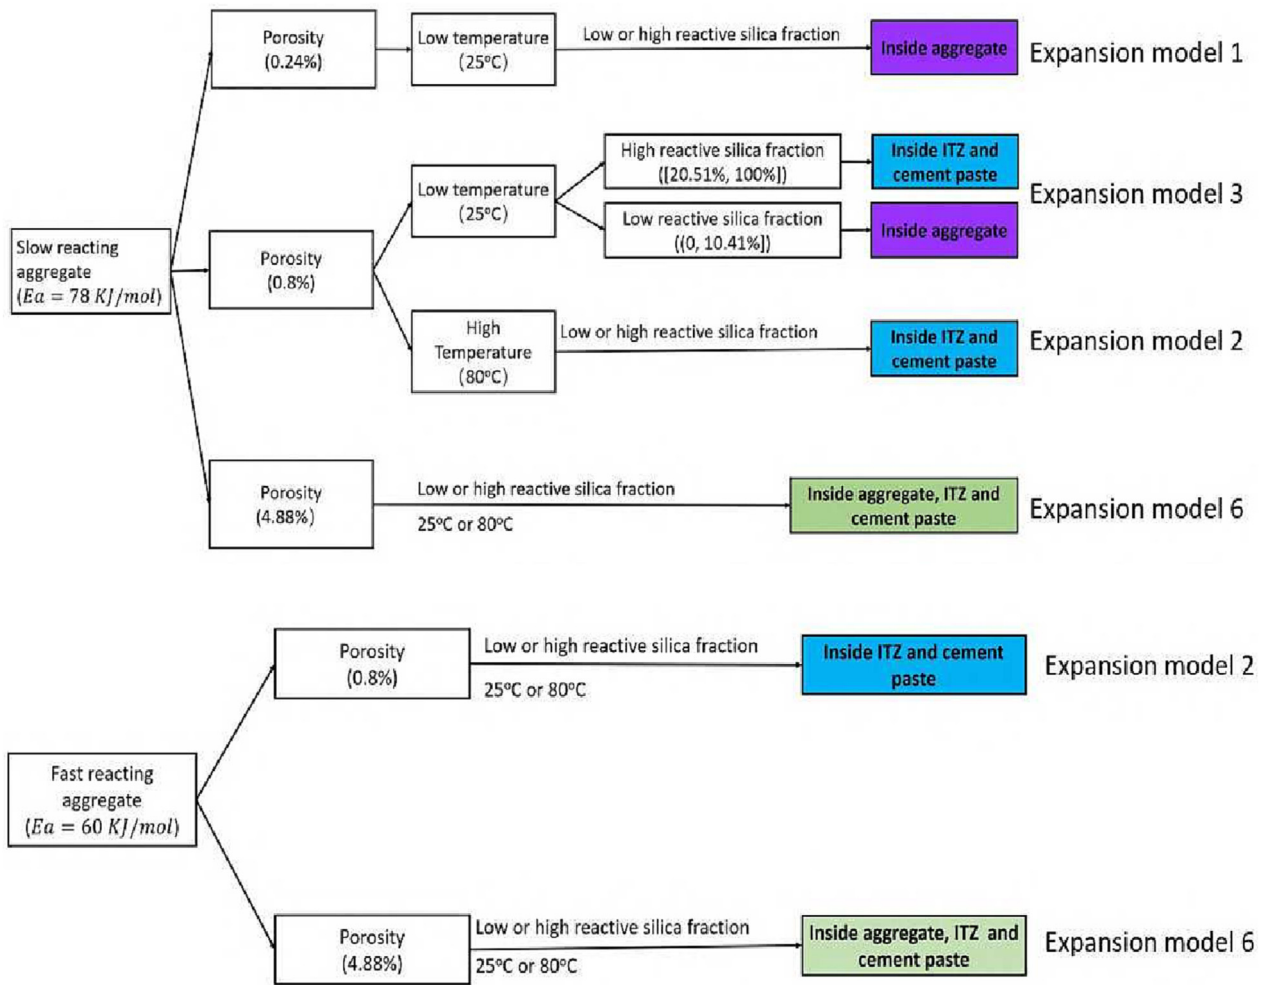 Porosity
(0.24%)
Low temperature
(25°C)
Low or high reactive silica fraction
Inside aggregate
Expansion model 1
Slow reacting
aggregate
(Ea = 78 KJ/mol)
Porosity
(0.8%)
Low temperature
(25°C)
High reactive silica fraction
([20.51%, 100%])
Inside ITZ and
cement paste
Low reactive silica fraction
((0, 10.41%])
Inside aggregate
Expansion model 3
High
Temperature
(80°C)
Low or high reactive silica fraction
Inside ITZ and
cement paste
Expansion model 2
Porosity
(4.88%)
Low or high reactive silica fraction
25°C or 80°C
Inside aggregate, ITZ and
cement paste
Expansion model 6
Fast reacting
aggregate
(Ea = 60 KJ/mol)
Porosity
(0.8%)
Low or high reactive silica fraction
25°C or 80°C
Inside ITZ and cement
paste
Expansion model 2
Porosity
(4.88%)
Low or high reactive silica fraction
25°C or 80°C
Inside aggregate, ITZ and
cement paste
Expansion model 6